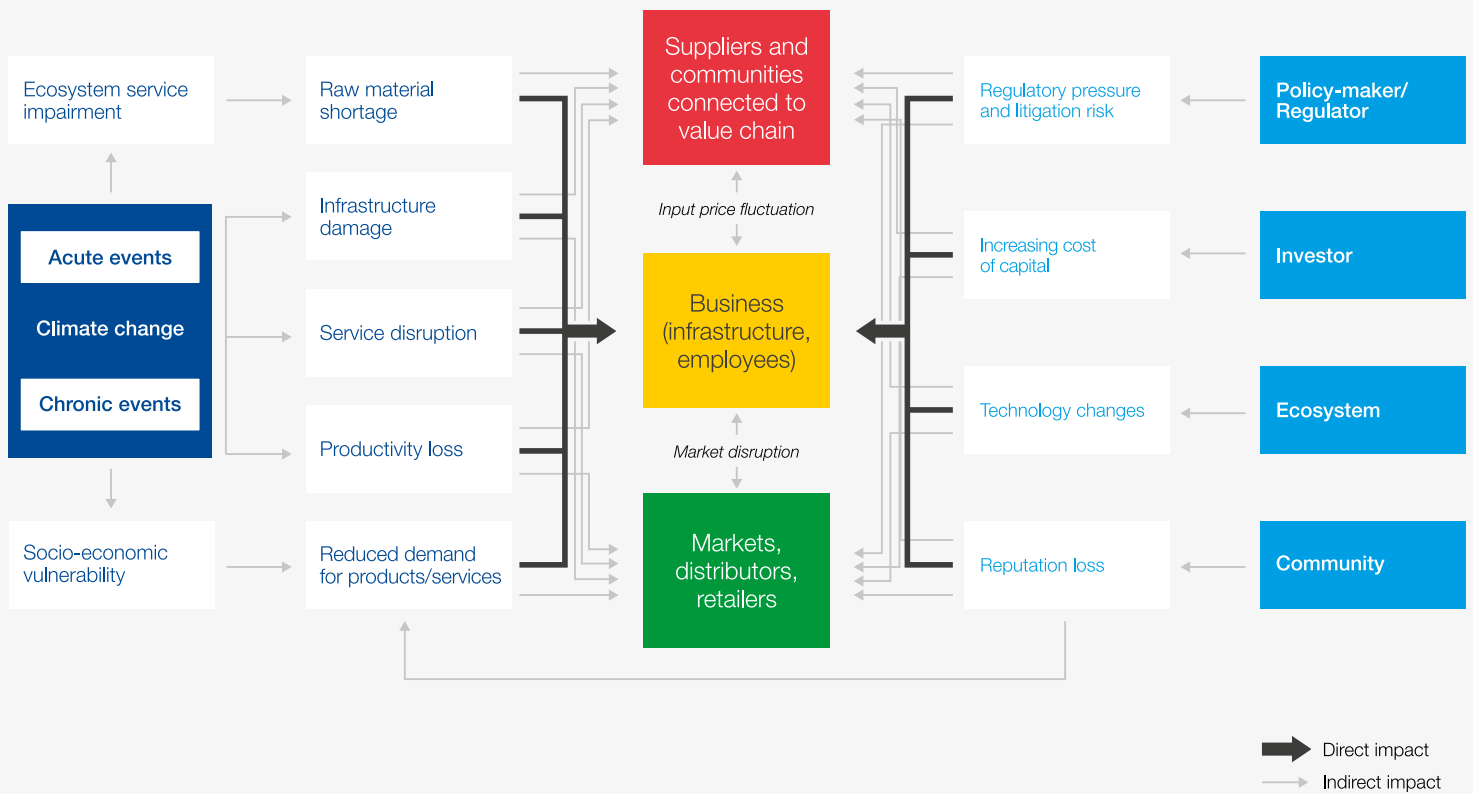 Ecosystem service
impairment
Acute events
Climate change
Chronic events
Socio-economic
vulnerability
Raw material
shortage
Infrastructure
damage
Service disruption
Productivity loss
Reduced demand
for products/services
Suppliers and
communities
connected to
value chain
Input price fluctuation
Business
(infrastructure,
employees)
Market disruption
Markets,
distributors,
retailers
Regulatory pressure
and litigation risk
Increasing cost
of capital
Technology changes
Reputation loss
Policy-maker/
Regulator
Investor
Ecosystem
Community
Direct impact
Indirect impact